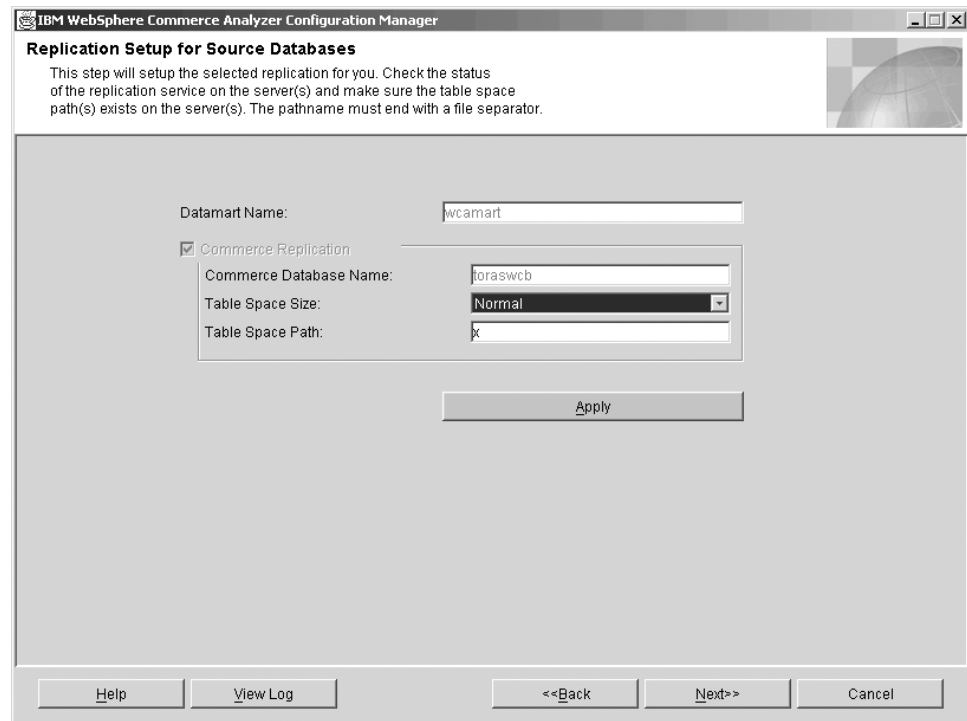 IBM WebSphere Commerce Analyzer Configuration Manager
Replication Setup for Source Databases
This step will setup the selected replication for you. Check the status
of the replication service on the server(s) and make sure the table space
path(s) exists on the server(s). The pathname must end with a file separator.
Datamart Name: wcamart
Commerce Replication
Commerce Database Name: toraswcb
Table Space Size: Normal
Table Space Path: x
Apply
Help View Log <<Back Next>> Cancel